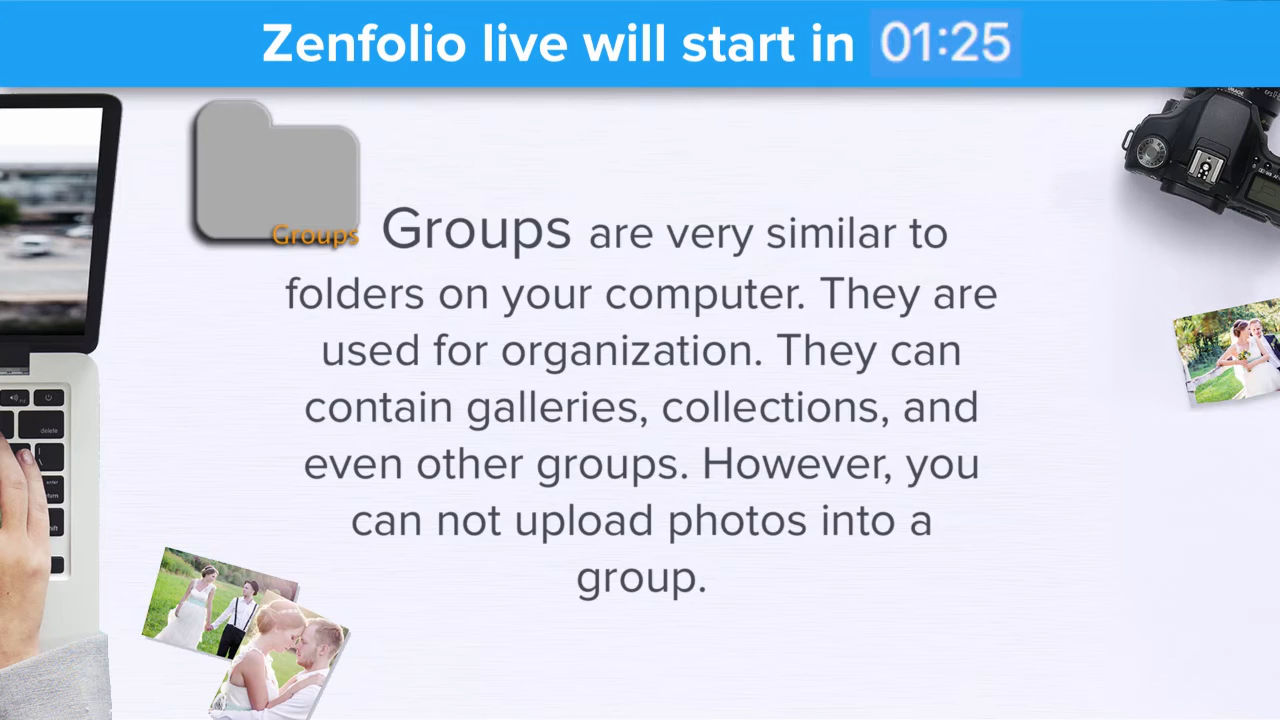 Zenfolio live will start in 01:25
Groups
Groups are very similar to
folders on your computer. They are
used for organization. They can
contain galleries, collections, and
even other groups. However, you
can not upload photos into a
group.
delete